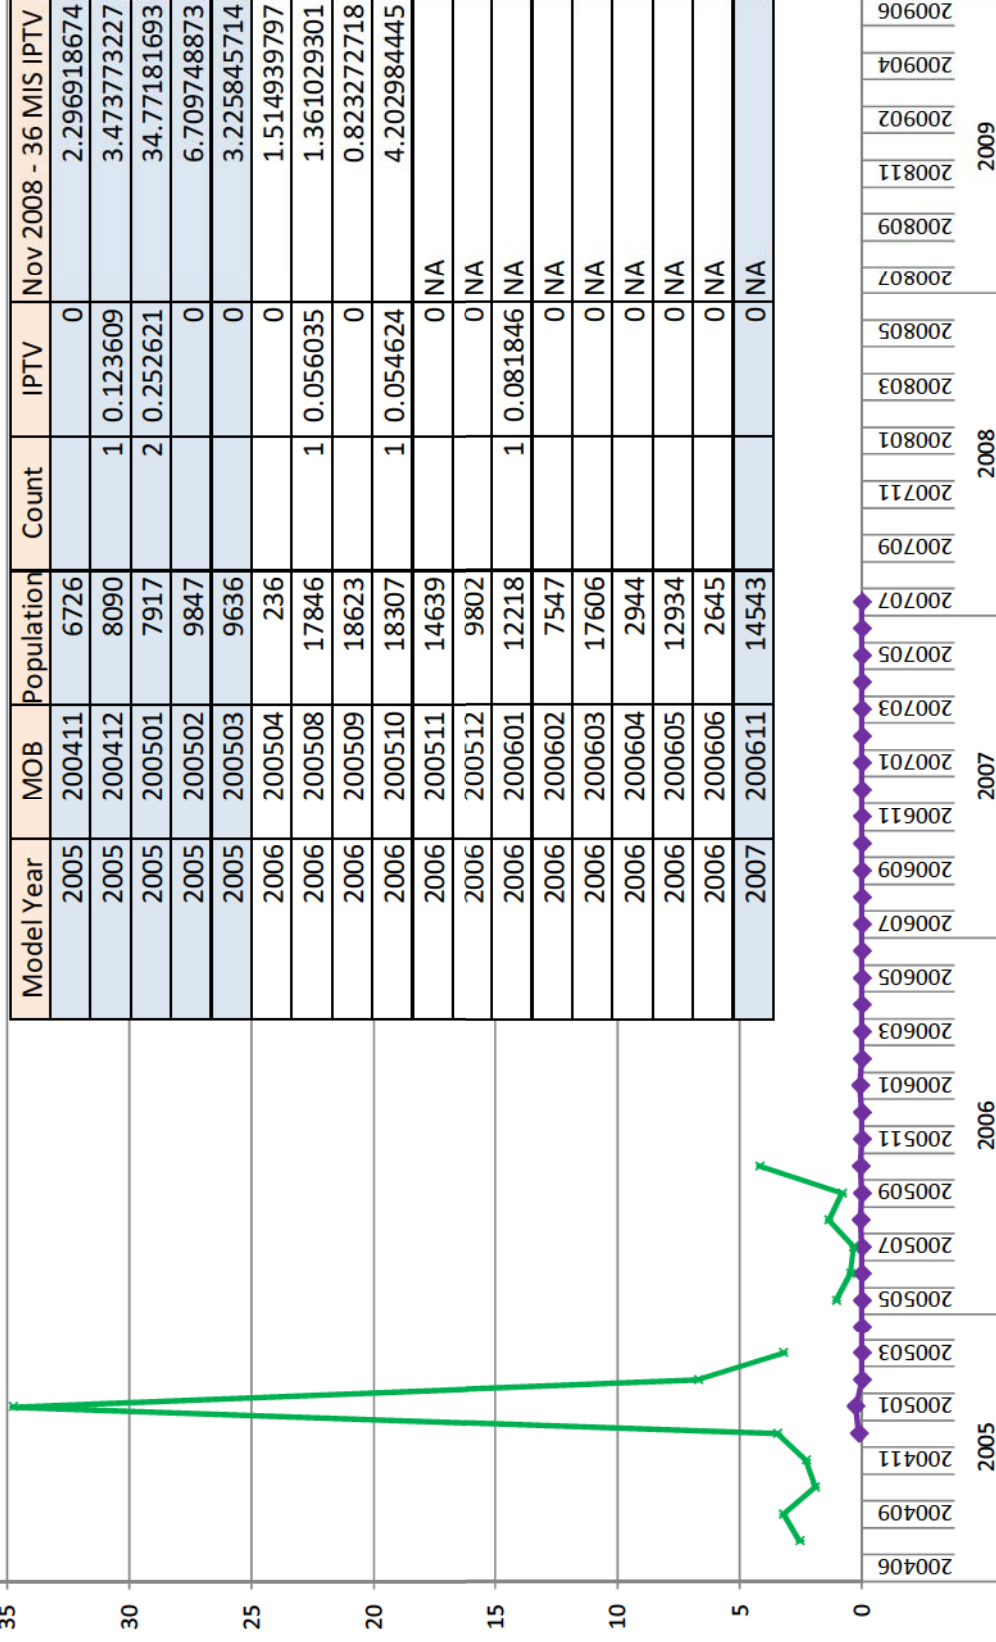 Model Year MOB Population Count IPTV Nov 2008 - 36 MIS IPTV
2005 200411 6726 0 2.296918674
2005 200412 8090 1 0.123609 3.473773227
2005 200501 7917 2 0.252621 34.77181693
2005 200502 9847 0 6.709748873
2005 200503 9636 0 3.225845714
2006 200504 236 0 1.514939797
2006 200508 17846 1 0.056035 1.361029301
2006 200509 18623 0 0.823272718
2006 200510 18307 1 0.054624 4.202984445
2006 200511 14639 0 NA
2006 200512 9802 0 NA
2006 200601 12218 1 0.081846 NA
2006 200602 7547 0 NA
2006 200603 17606 0 NA
2006 200604 2944 0 NA
2006 200605 12934 0 NA
2006 200606 2645 0 NA
2007 200611 14543 0 NA
35
30
25
20
15
10
5
0
200406 200409 200411 200501 200503 200505 200507 200509 200511 200601 200603 200605 200607 200609 200611 200701 200703 200705 200707 200709 200711 200801 200803 200805 200807 200809 200811 200902 200904 200906
2005 2006 2007 2008 2009